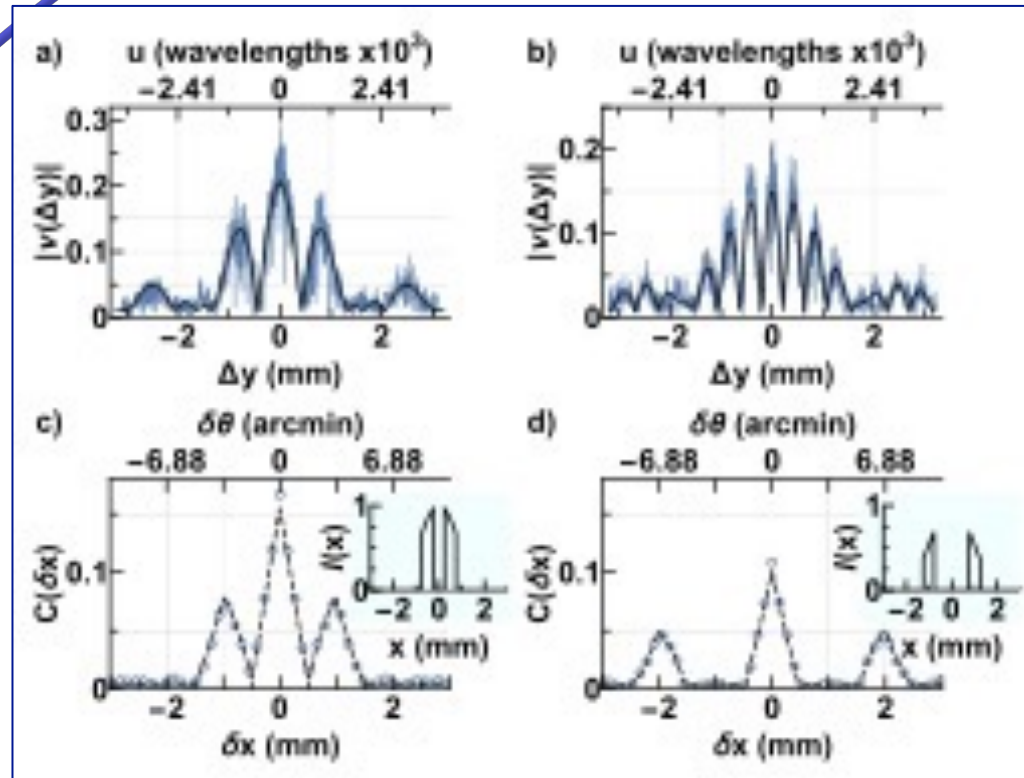 a) u (wavelengths x10³)
−2.41 0 2.41
0.3
0.2
0.1
0
|v(Δy)|
−2 0 2
Δy (mm)
b) u (wavelengths x10³)
−2.41 0 2.41
0.2
0.1
0
|v(Δy)|
−2 0 2
Δy (mm)
c) δθ (arcmin)
−6.88 0 6.88
0.1
0
C(δx)
1
0
I(x)
−2 0 2
x (mm)
−2 0 2
δx (mm)
d) δθ (arcmin)
−6.88 0 6.88
0.1
0
C(δx)
1
0
I(x)
−2 0 2
x (mm)
−2 0 2
δx (mm)